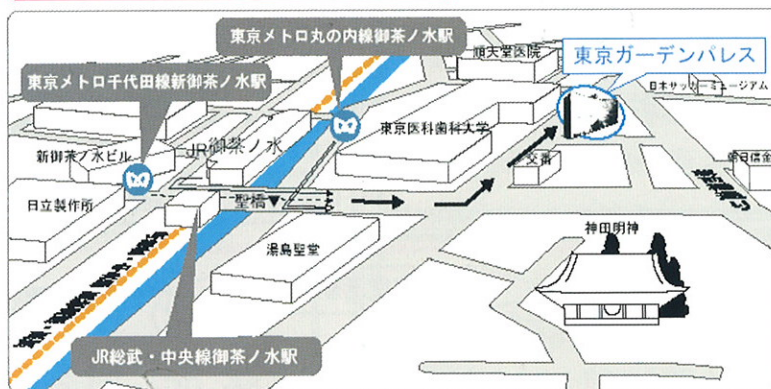 東京メトロ丸の内線御茶ノ水駅
順天堂医院
東京ガーデンパレス
東京メトロ千代田線新御茶ノ水駅
日本サッカーミュージアム
東京医科歯科大学
新御茶ノ水ビル
JR御茶ノ水
交番
朝日信金
日立製作所
聖橋
湯島聖堂
神田明神
JR総武・中央線御茶ノ水駅